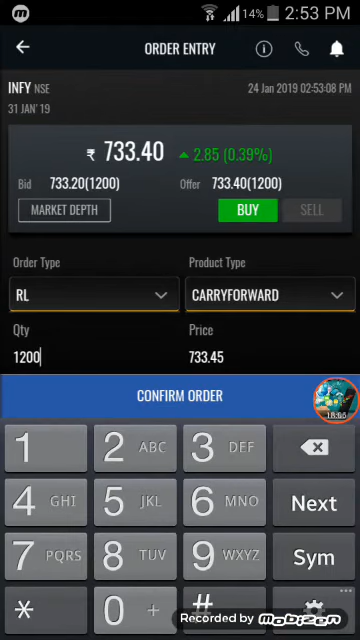 14% 2:53 PM
ORDER ENTRY
INFY NSE 24 Jan 2019 02:53:08 PM
31 JAN' 19
₹ 733.40 2.85 (0.39%)
Bid 733.20(1200) Offer 733.40(1200)
MARKET DEPTH BUY SELL
Order Type Product Type
RL CARRYFORWARD
Qty Price
1200 733.45
CONFIRM ORDER
1 2 ABC 3 DEF
4 GHI 5 JKL 6 MNO Next
7 PQRS 8 TUV 9 WXYZ Sym
* 0 + #
Recorded by MOBIZEN